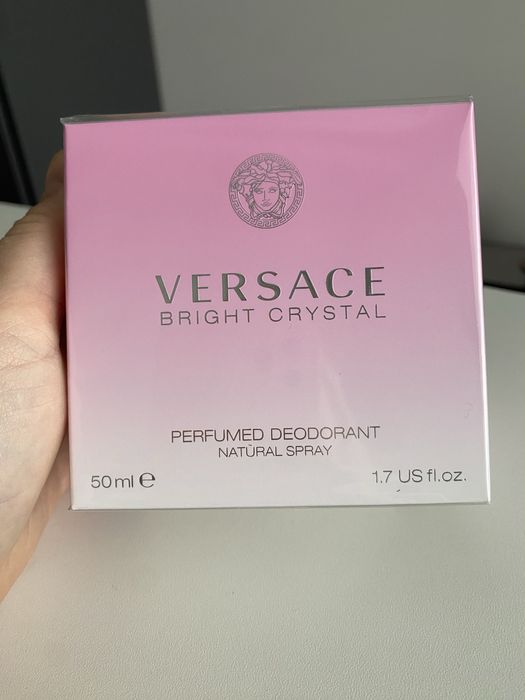 VERSACE
BRIGHT CRYSTAL
PERFUMED DEODORANT
NATURAL SPRAY
50 ml ℮ 1.7 US fl.oz.